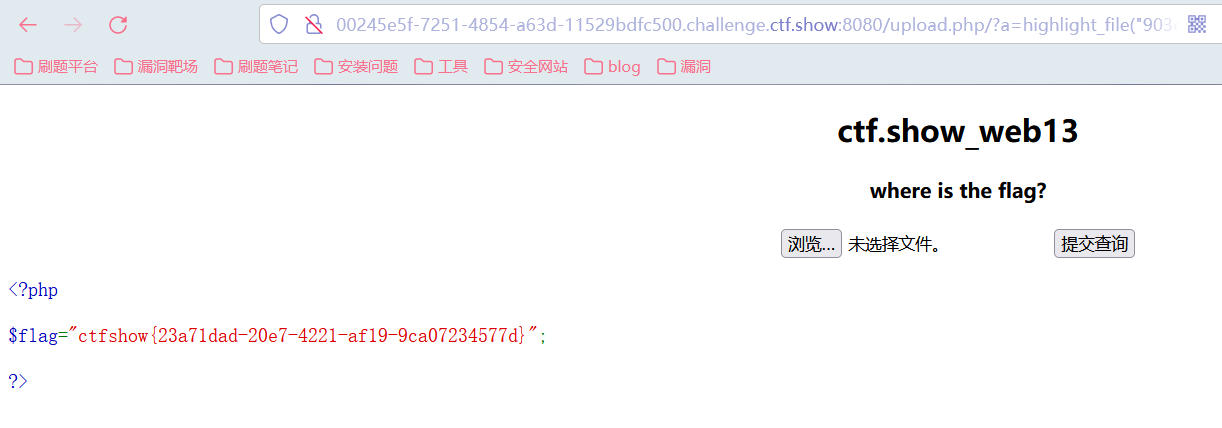 00245e5f-7251-4854-a63d-11529bdfc500.challenge.ctf.show:8080/upload.php/?a=highlight_file("903
刷题平台 漏洞靶场 刷题笔记 安装问题 工具 安全网站 blog 漏洞
ctf.show_web13
where is the flag?
浏览... 未选择文件。 提交查询
<?php
$flag="ctfshow{23a71dad-20e7-4221-af19-9ca07234577d}";
?>